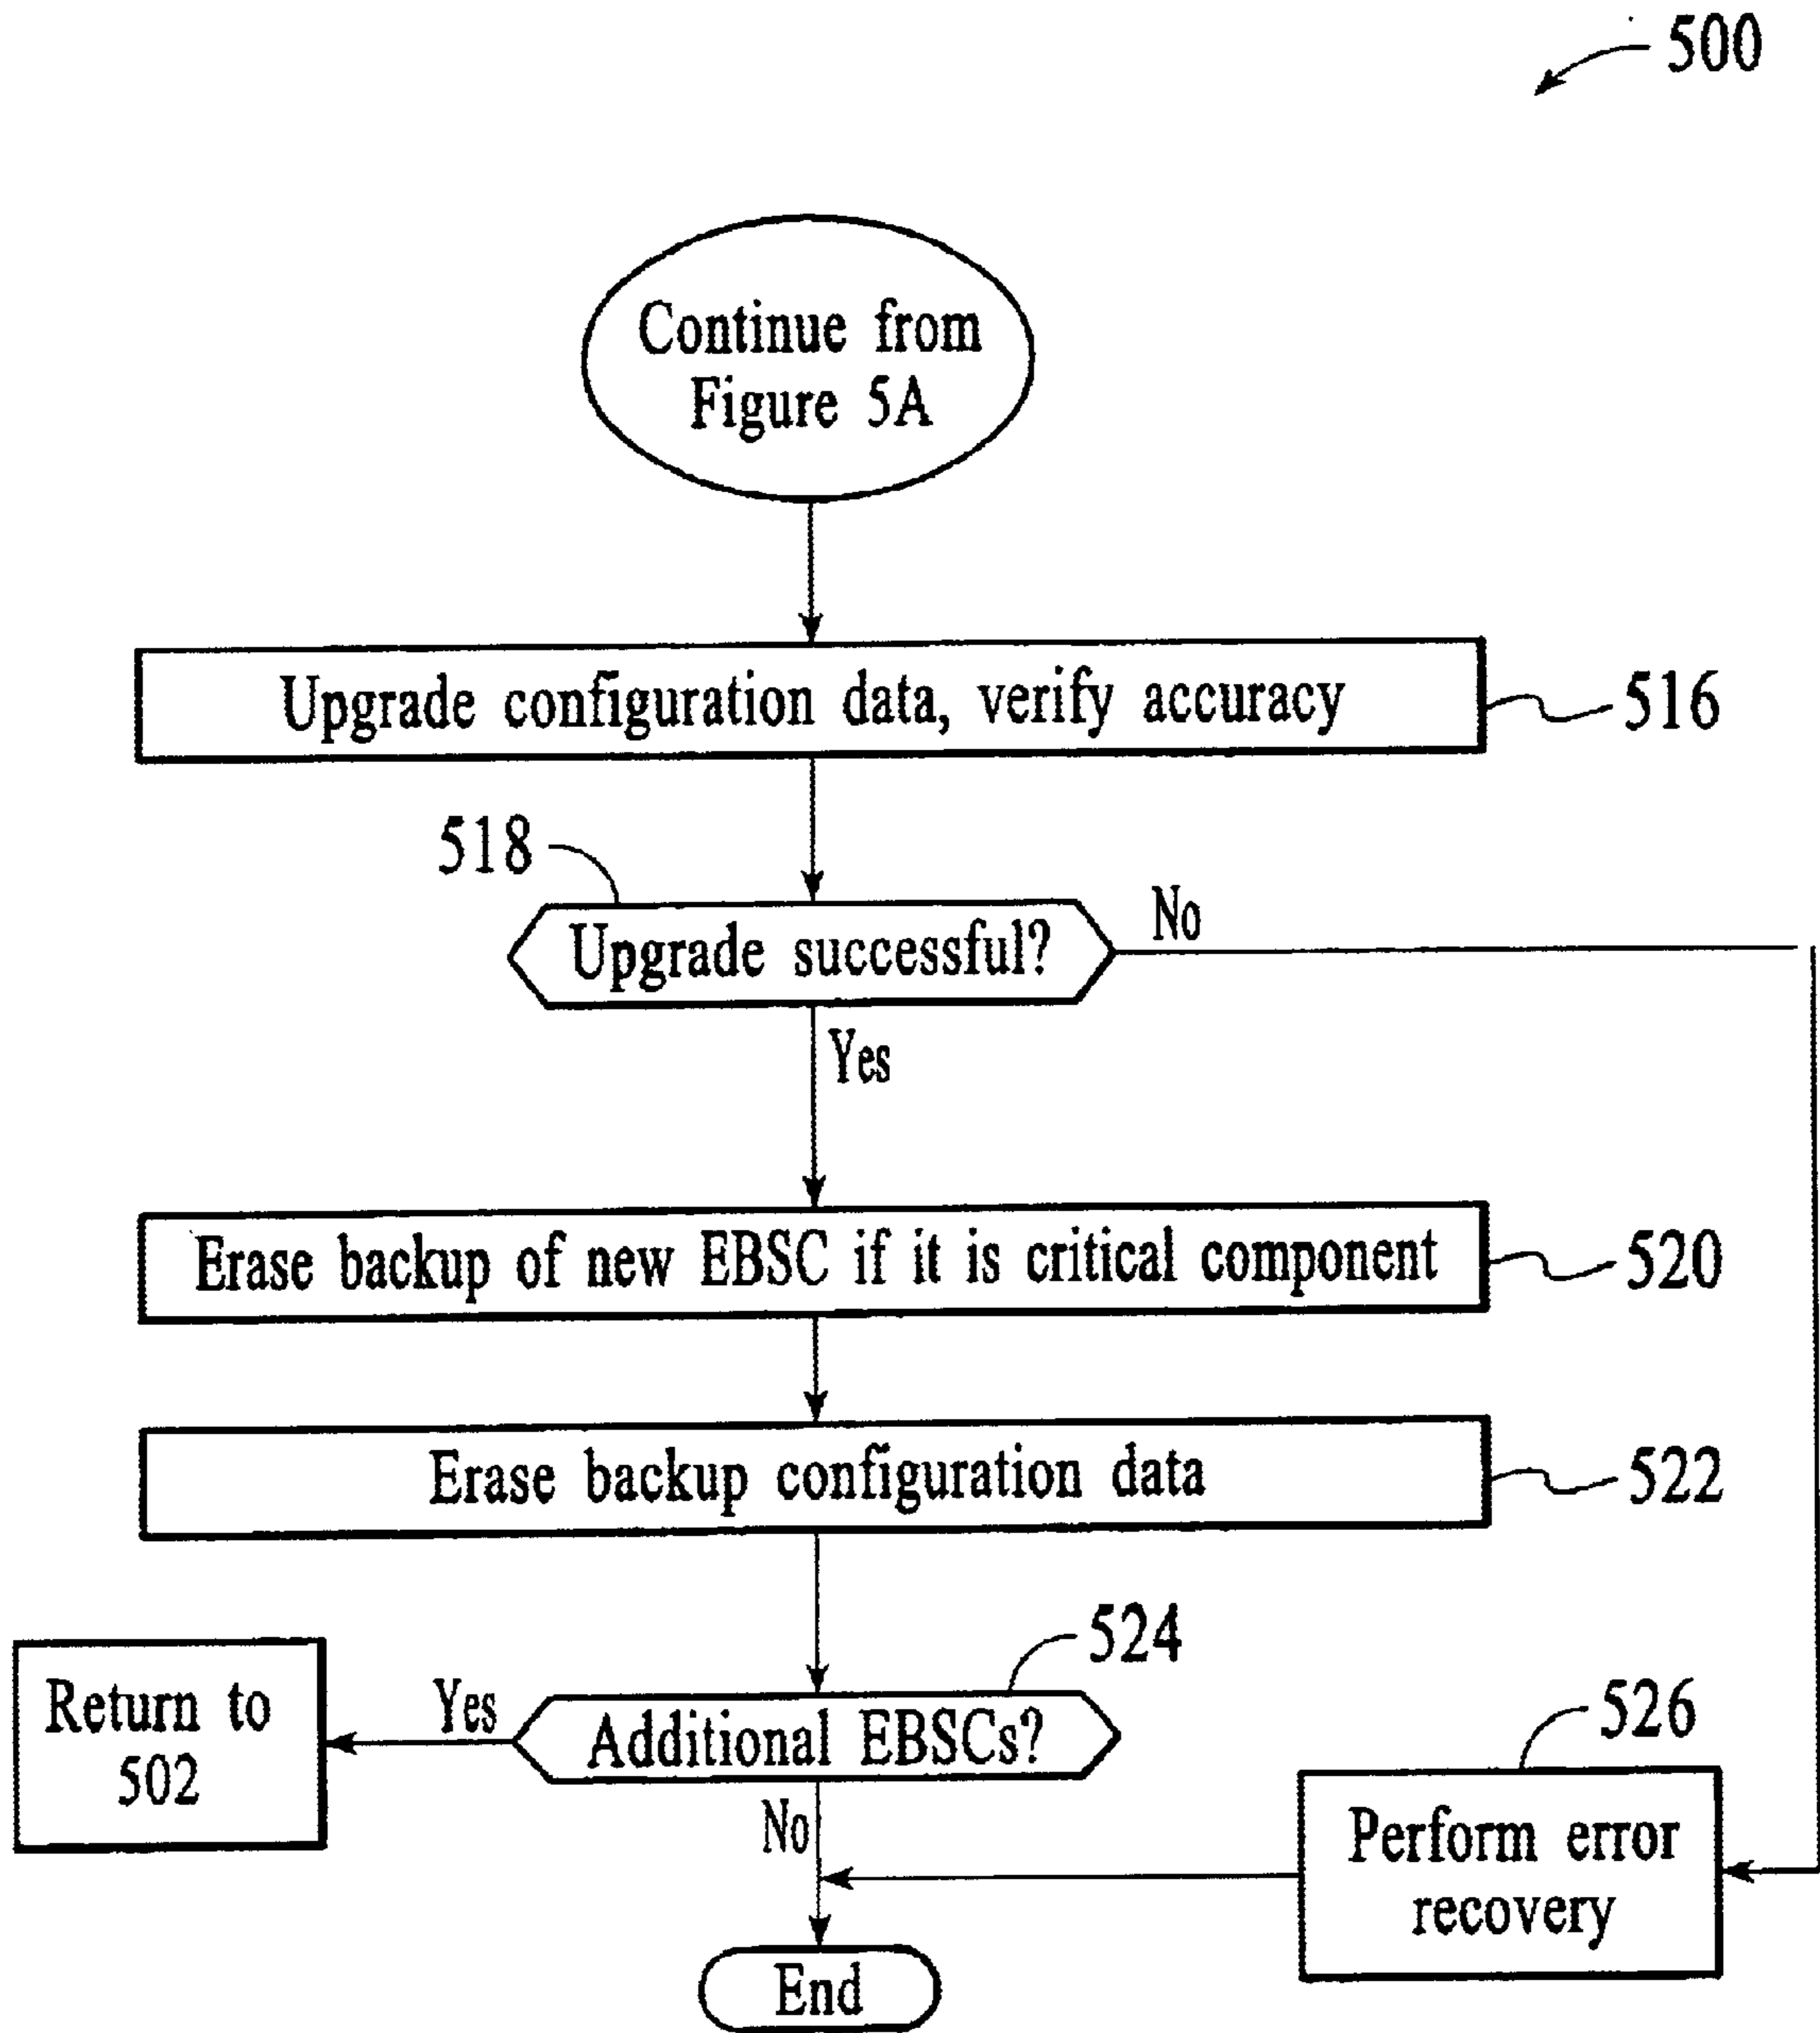 500
Continue from
Figure 5A
Upgrade configuration data, verify accuracy
516
518
Upgrade successful?
No
Yes
Erase backup of new EBSC if it is critical component
520
Erase backup configuration data
522
524
Return to
502
Yes
Additional EBSCs?
526
No
Perform error
recovery
End